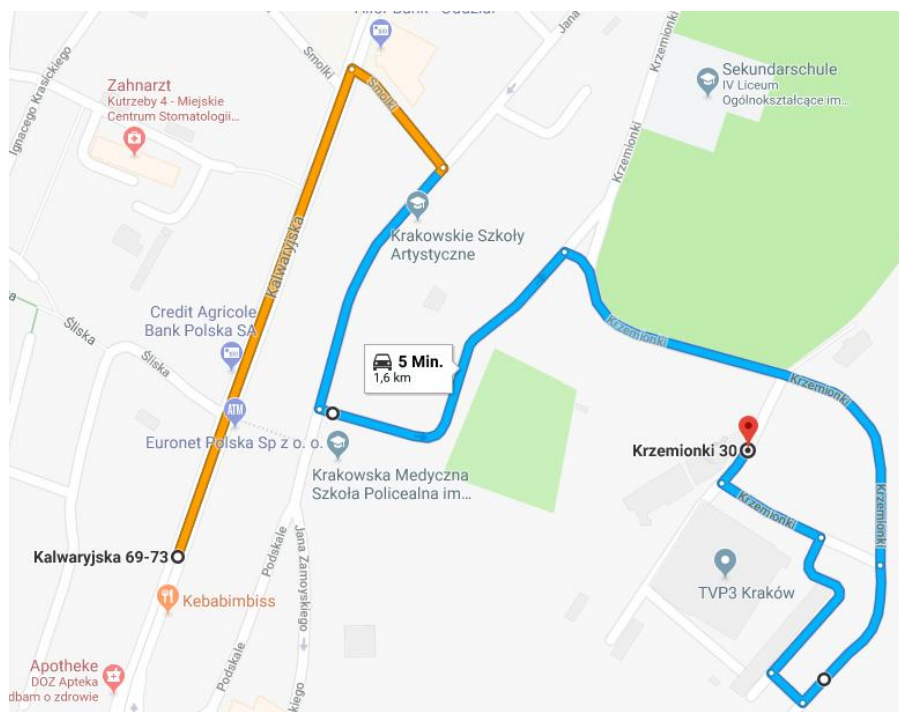 Smolki
Jana
Krzemionki
Ignacego Krasickiego
Zahnarzt
Kutrzeby 4 - Miejskie
Centrum Stomatologii...
Smolki
Sekundarschule
IV Liceum
Ogólnokształcące im...
Krzemionki
Kalwaryjska
Krakowskie Szkoły
Artystyczne
Credit Agricole
Bank Polska SA
Śliska
Śliska
5 Min.
1,6 km
Krzemionki
Krzemionki
ATM
Euronet Polska Sp z o. o.
Krakowska Medyczna
Szkoła Policealna im...
Krzemionki 30
Krzemionki
Krzemionki
Kalwaryjska 69-73
Podskale
Jana Zamoyskiego
TVP3 Kraków
Kebabimbiss
Podskale
Apotheke
DOZ Apteka
dbam o zdrowie